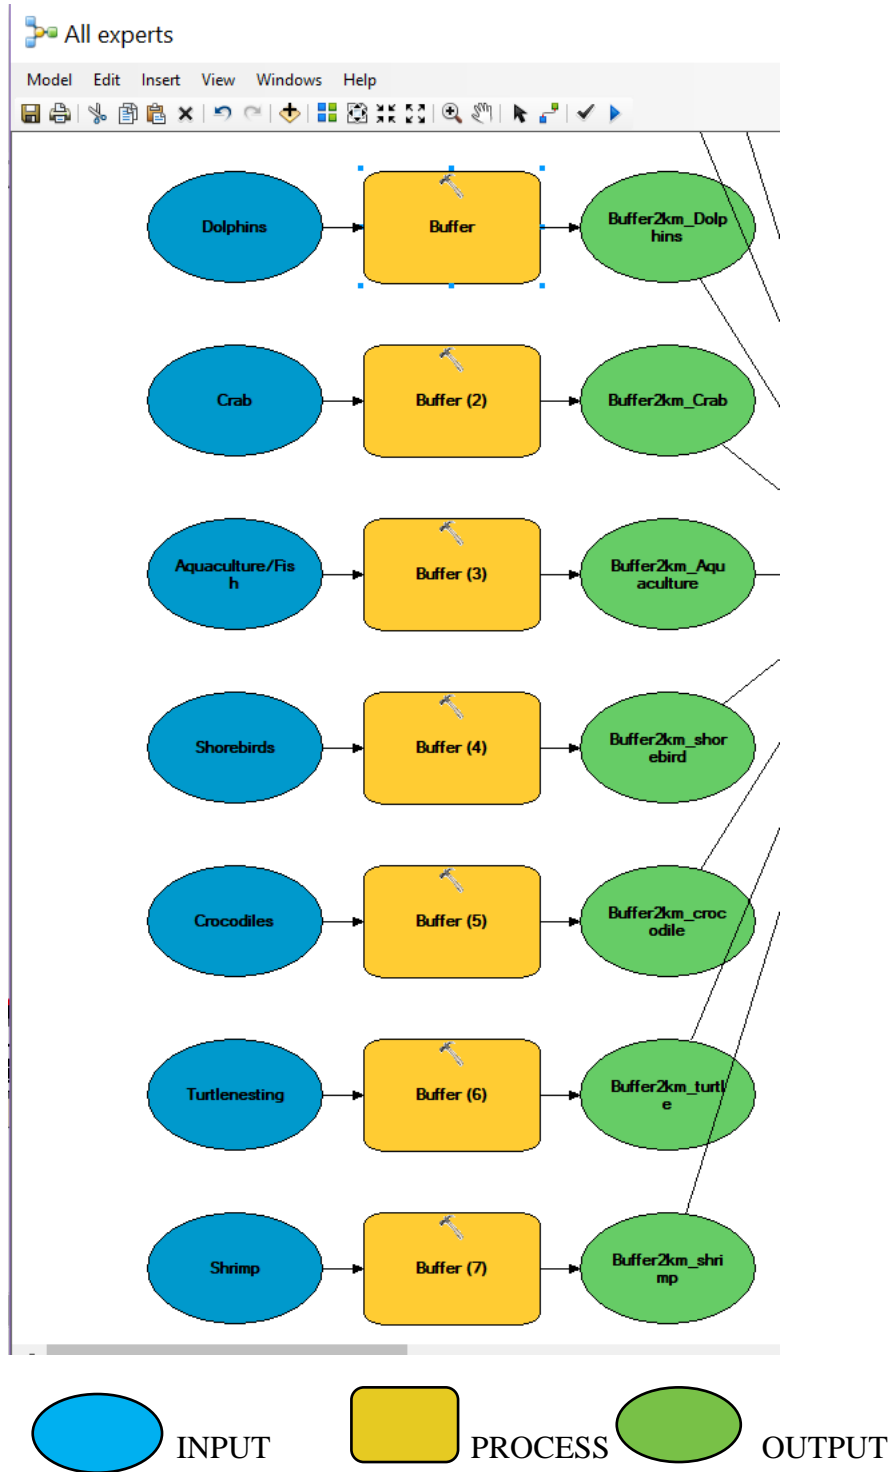 All experts
Model Edit Insert View Windows Help
Dolphins
Buffer
Buffer2km_Dolp
hins
Crab
Buffer (2)
Buffer2km_Crab
Aquaculture/Fis
h
Buffer (3)
Buffer2km_Aqu
aculture
Shorebirds
Buffer (4)
Buffer2km_shor
ebird
Crocodiles
Buffer (5)
Buffer2km_croc
odile
Turtlenesting
Buffer (6)
Buffer2km_turtl
e
Shrimp
Buffer (7)
Buffer2km_shri
mp
INPUT PROCESS OUTPUT